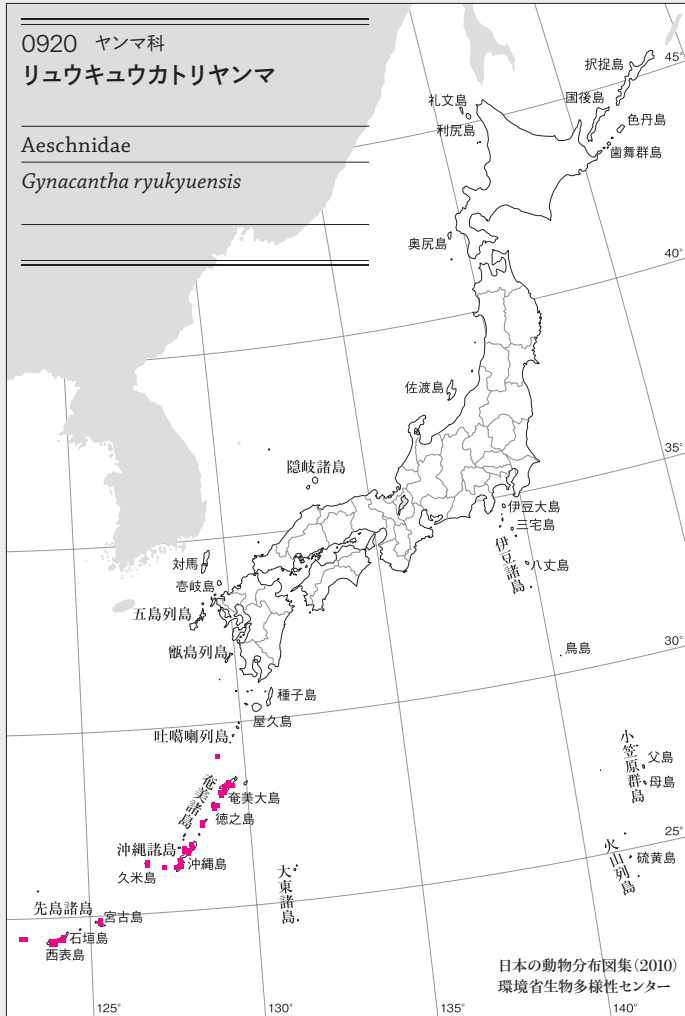 0920 ヤンマ科
リュウキュウカトリヤンマ
Aeschnidae
Gynacantha ryukyuensis
択捉島
45°
礼文島
国後島
利尻島
色丹島
歯舞群島
奥尻島
40°
佐渡島
35°
隠岐諸島
伊豆大島
三宅島
伊豆諸島
八丈島
対馬
壱岐島
五島列島
甑島列島
鳥島
30°
種子島
屋久島
吐噶喇列島
小笠原群島
父島
母島
奄美諸島
奄美大島
徳之島
25°
沖縄諸島
沖縄島
久米島
火山列島
硫黄島
大東諸島
先島諸島
宮古島
石垣島
西表島
日本の動物分布図集(2010)
環境省生物多様性センター
125°
130°
135°
140°